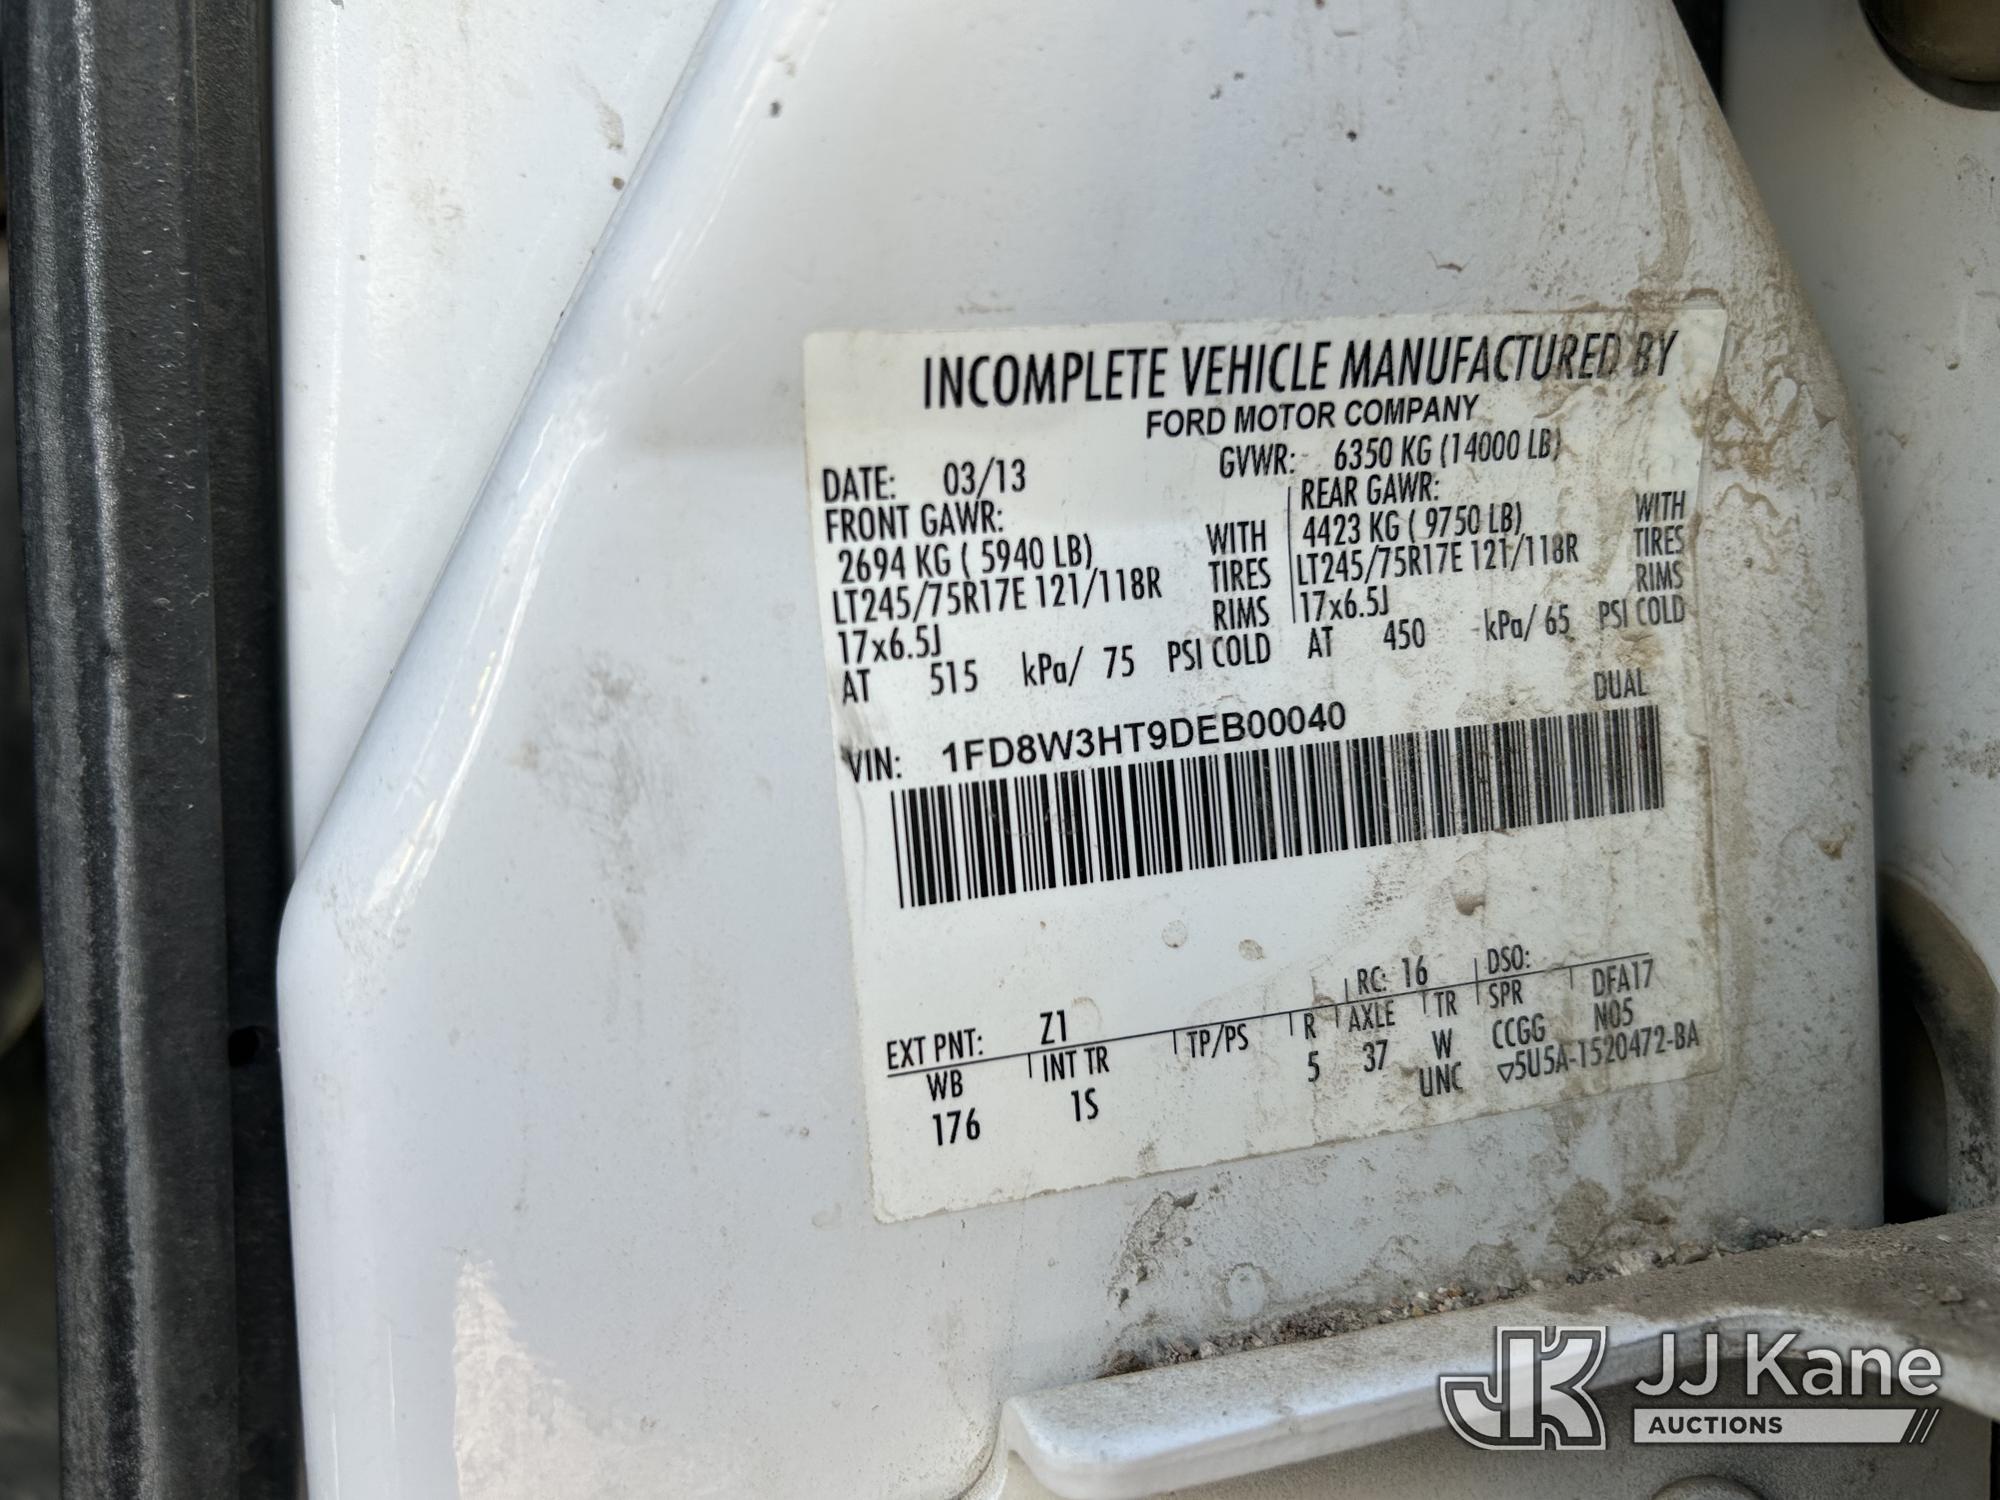 INCOMPLETE VEHICLE MANUFACTURED BY
FORD MOTOR COMPANY
DATE: 03/13 GVWR: 6350 KG (14000 LB)
FRONT GAWR: REAR GAWR:
2694 KG ( 5940 LB) WITH 4423 KG ( 9750 LB) WITH
LT245/75R17E 121/118R TIRES LT245/75R17E 121/118R TIRES
17x6.5J RIMS 17x6.5J RIMS
AT 515 kPa/ 75 PSI COLD AT 450 kPa/ 65 PSI COLD
DUAL
VIN: 1FD8W3HT9DEB00040
EXT PNT: Z1 RC: 16 DSO:
WB INT TR TP/PS R AXLE TR SPR DFA17
176 1S 5 37 W CCGG N05
UNC ▽5U5A-1520472-BA
JK JJ Kane
AUCTIONS